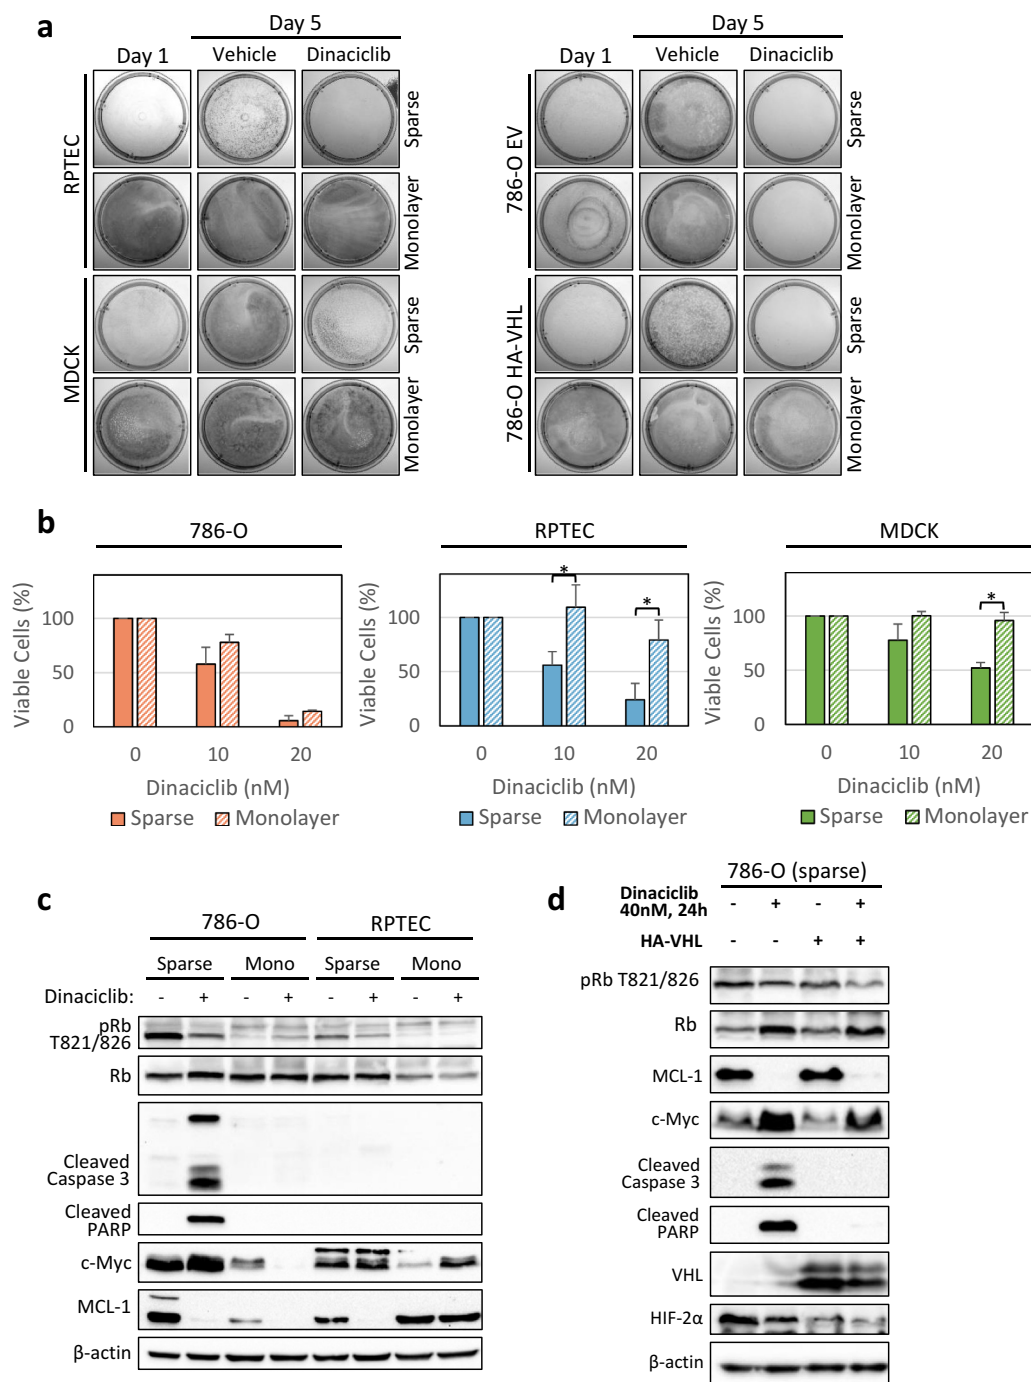 a
Day 5
Day 1 Vehicle Dinaciclib
RPTEC
Sparse
Monolayer
MDCK
Sparse
Monolayer
Day 5
Day 1 Vehicle Dinaciclib
786-O EV
Sparse
Monolayer
786-O HA-VHL
Sparse
Monolayer
b
786-O
Viable Cells (%)
100
50
0
0 10 20
Dinaciclib (nM)
Sparse Monolayer
RPTEC
Viable Cells (%)
100
50
0
* *
0 10 20
Dinaciclib (nM)
Sparse Monolayer
MDCK
Viable Cells (%)
100
50
0
*
0 10 20
Dinaciclib (nM)
Sparse Monolayer
c
786-O RPTEC
Sparse Mono Sparse Mono
Dinaciclib: - + - + - + - +
pRb
T821/826
Rb
Cleaved
Caspase 3
Cleaved
PARP
c-Myc
MCL-1
β-actin
d
786-O (sparse)
Dinaciclib
40nM, 24h - + - +
HA-VHL - - + +
pRb T821/826
Rb
MCL-1
c-Myc
Cleaved
Caspase 3
Cleaved
PARP
VHL
HIF-2α
β-actin